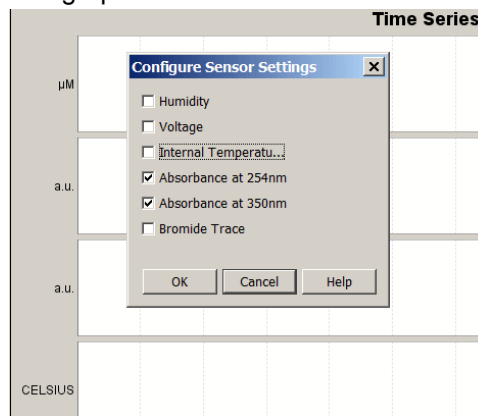 Time Series
Configure Sensor Settings
µM
Humidity
Voltage
Internal Temperatu...
a.u.
Absorbance at 254nm
Absorbance at 350nm
Bromide Trace
OK Cancel Help
a.u.
CELSIUS